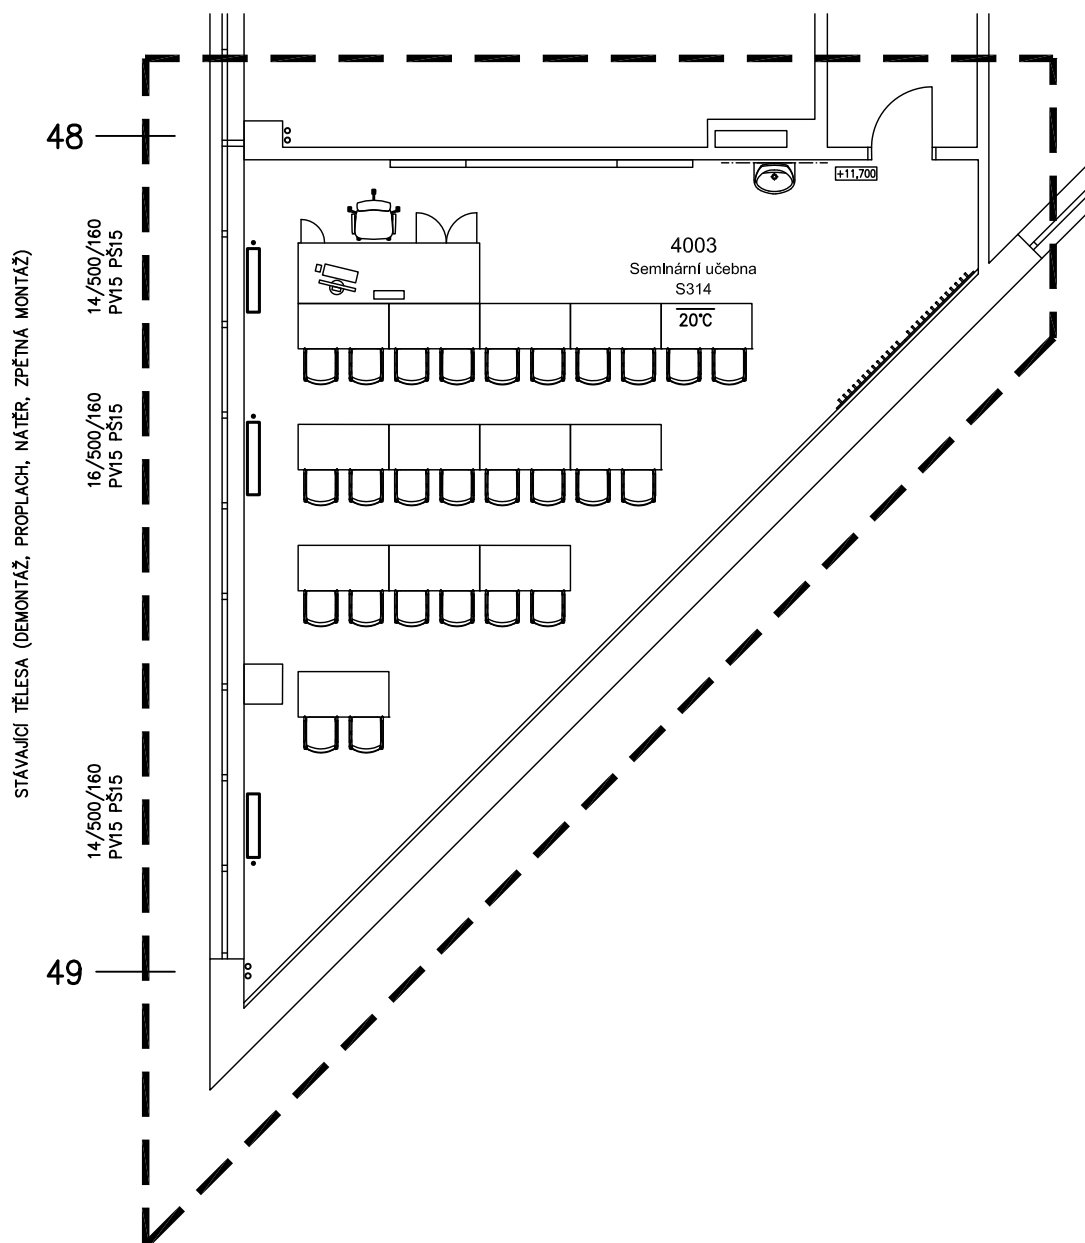 48
+11,700
4003
Seminární učebna
S314
20°C
14/500/160
PV15 PŠ15
16/500/160
PV15 PŠ15
STÁVAJÍCÍ TĚLESA (DEMONTÁŽ, PROPLACH, NÁTĚR, ZPĚTNÁ MONTÁŽ)
14/500/160
PV15 PŠ15
49